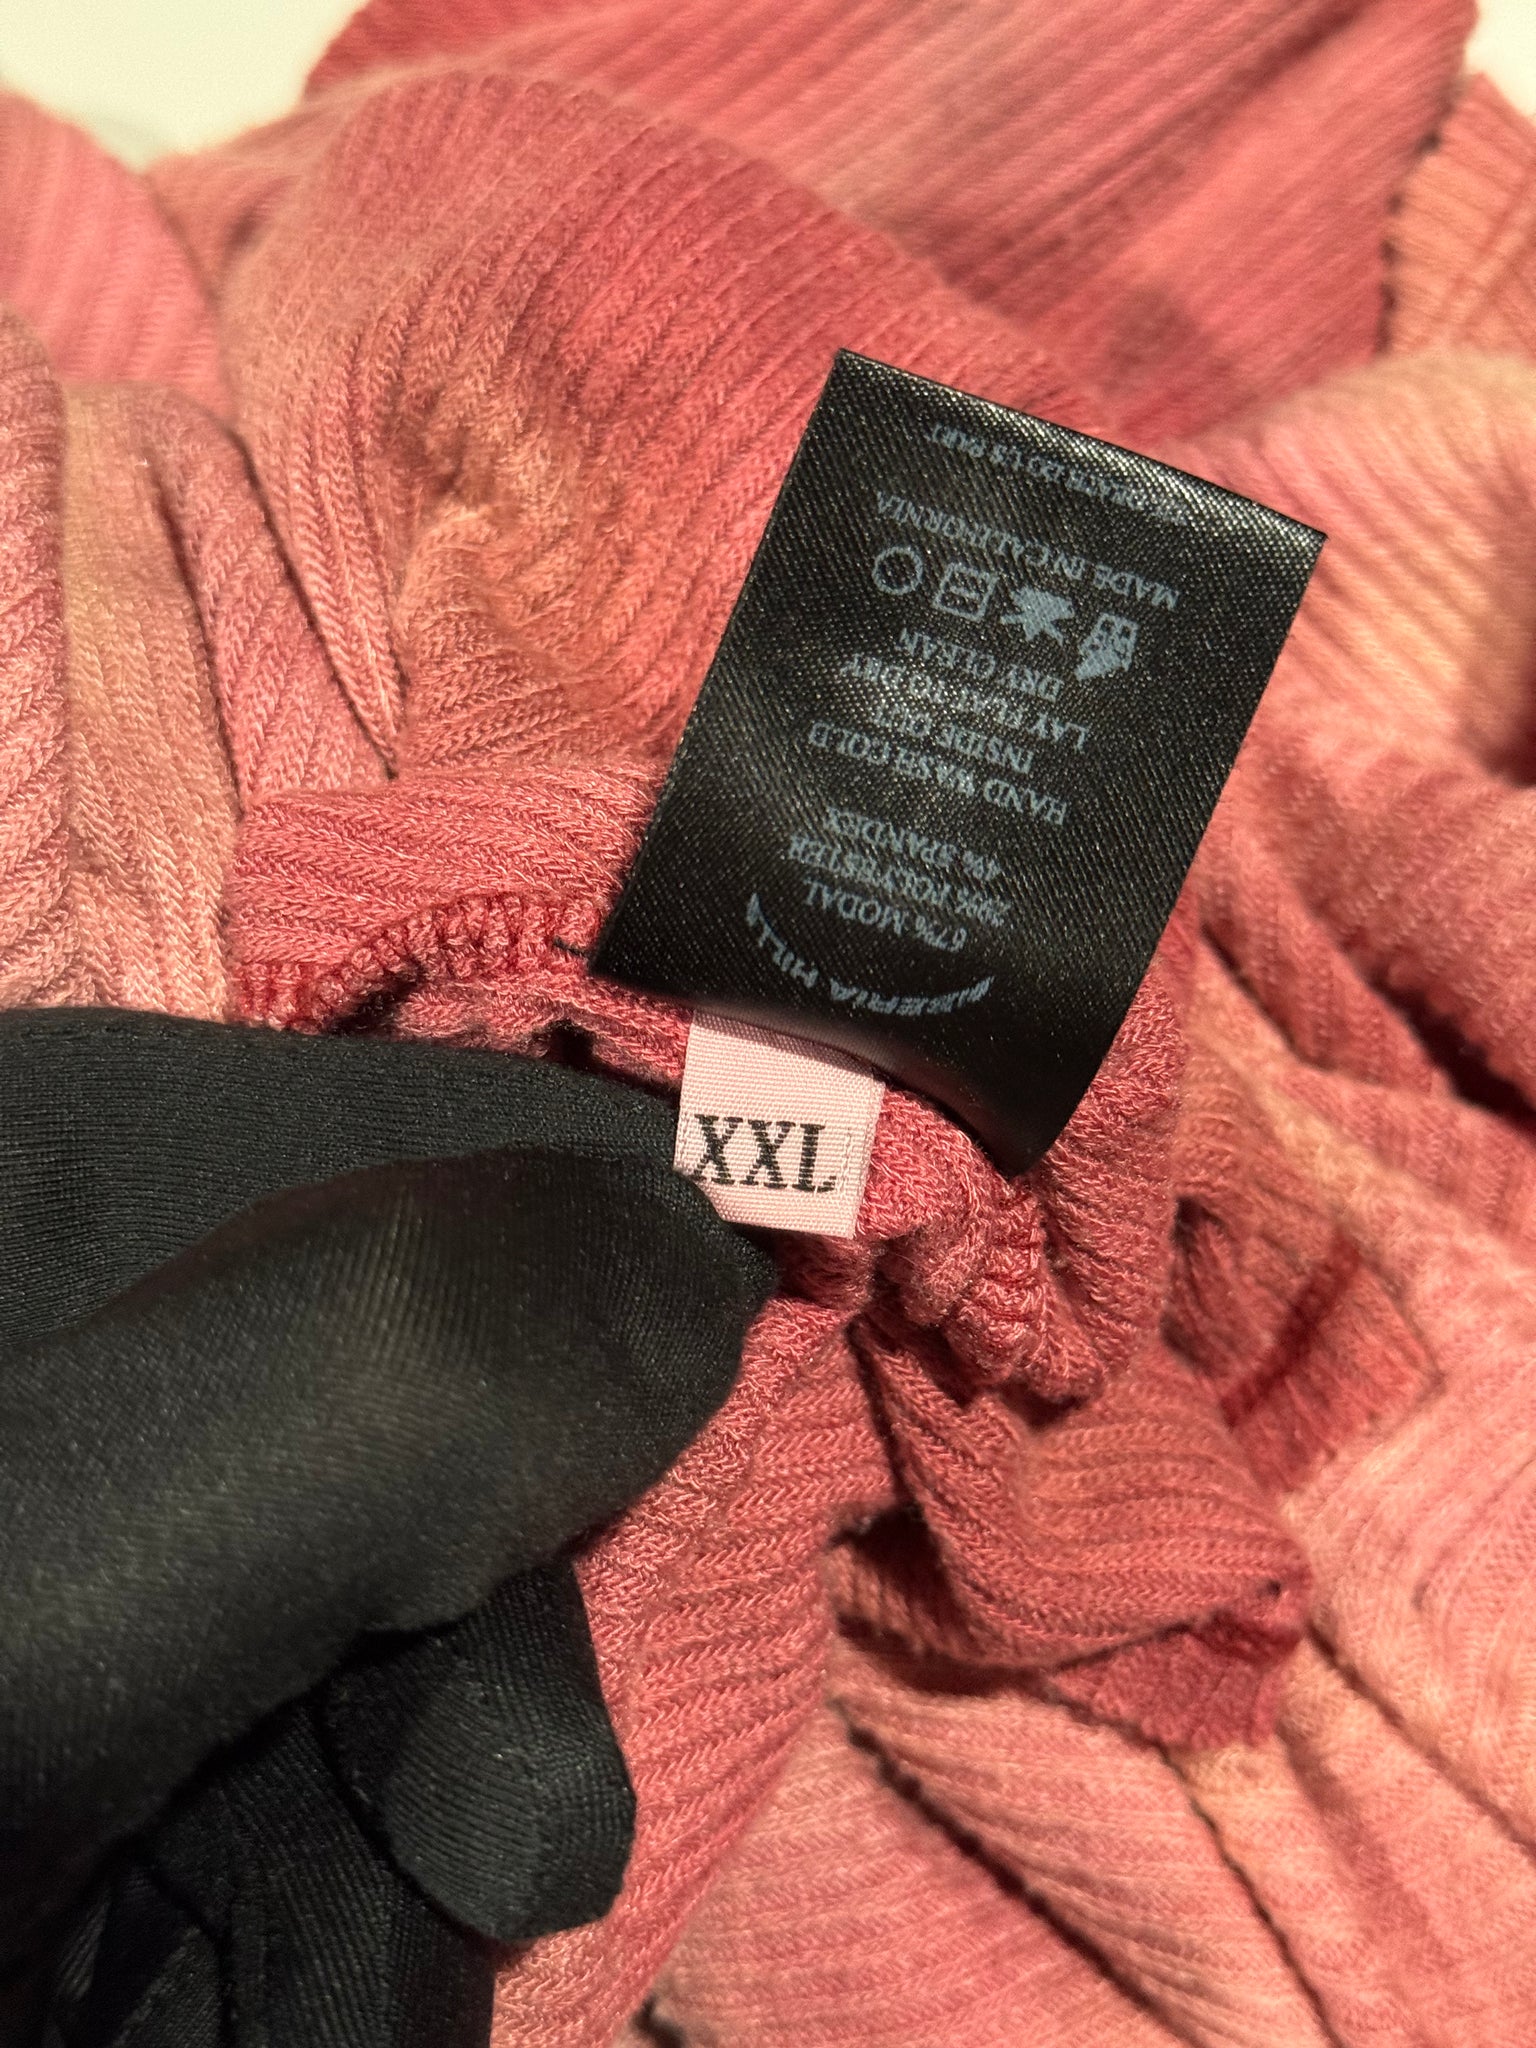 XXL
67% MODAL
29% POLYESTER
4% SPANDEX
HAND WASH COLD
INSIDE OUT
LAY FLAT TO DRY
DRY CLEAN
MADE IN CALIFORNIA